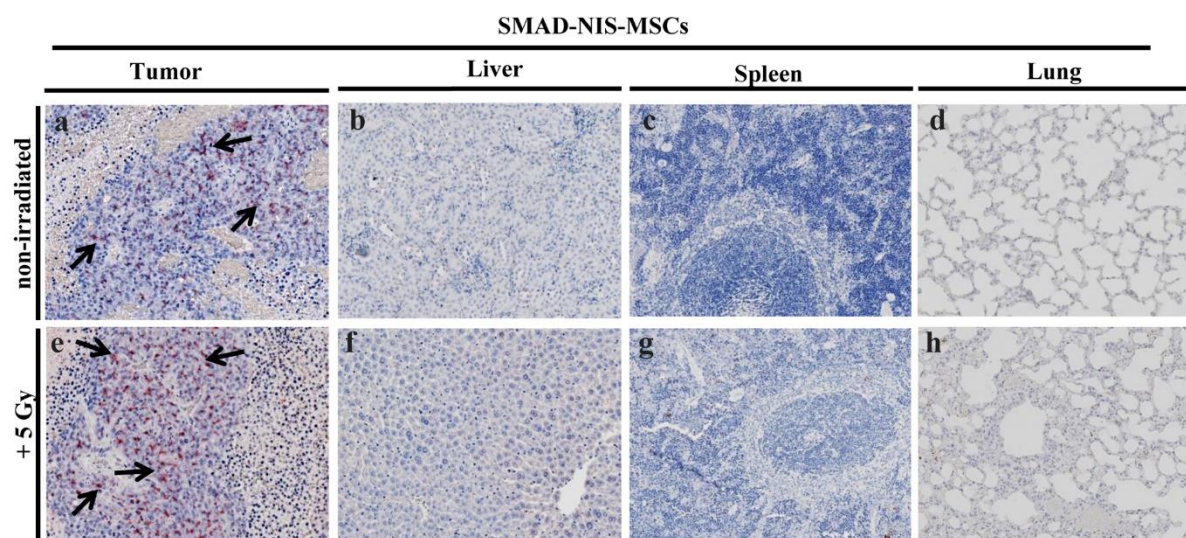 SMAD-NIS-MSCs
Tumor Liver Spleen Lung
non-irradiated
a b c d
+ 5 Gy
e f g h